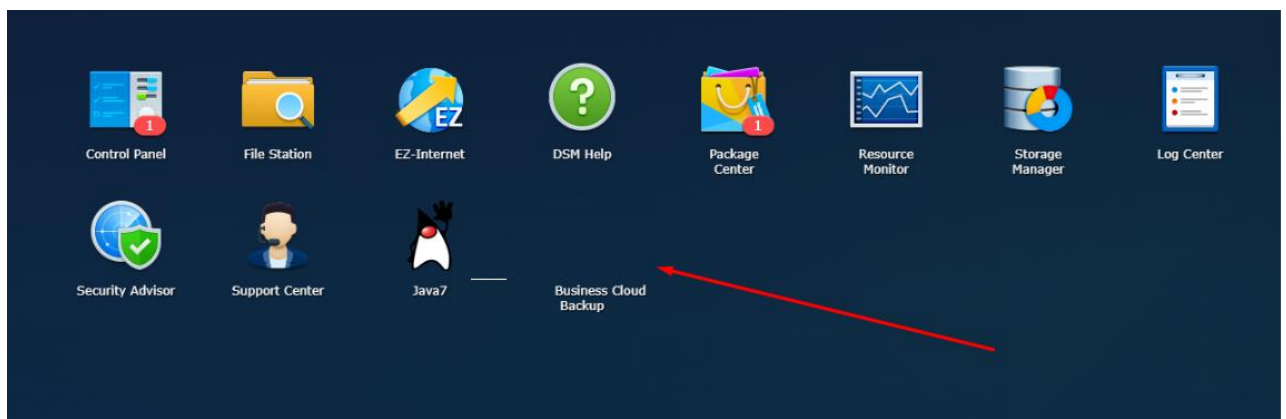 1
EZ
?
1
Control Panel
File Station
EZ-Internet
DSM Help
Package
Center
Resource
Monitor
Storage
Manager
Log Center
Security Advisor
Support Center
Java7
Business Cloud
Backup